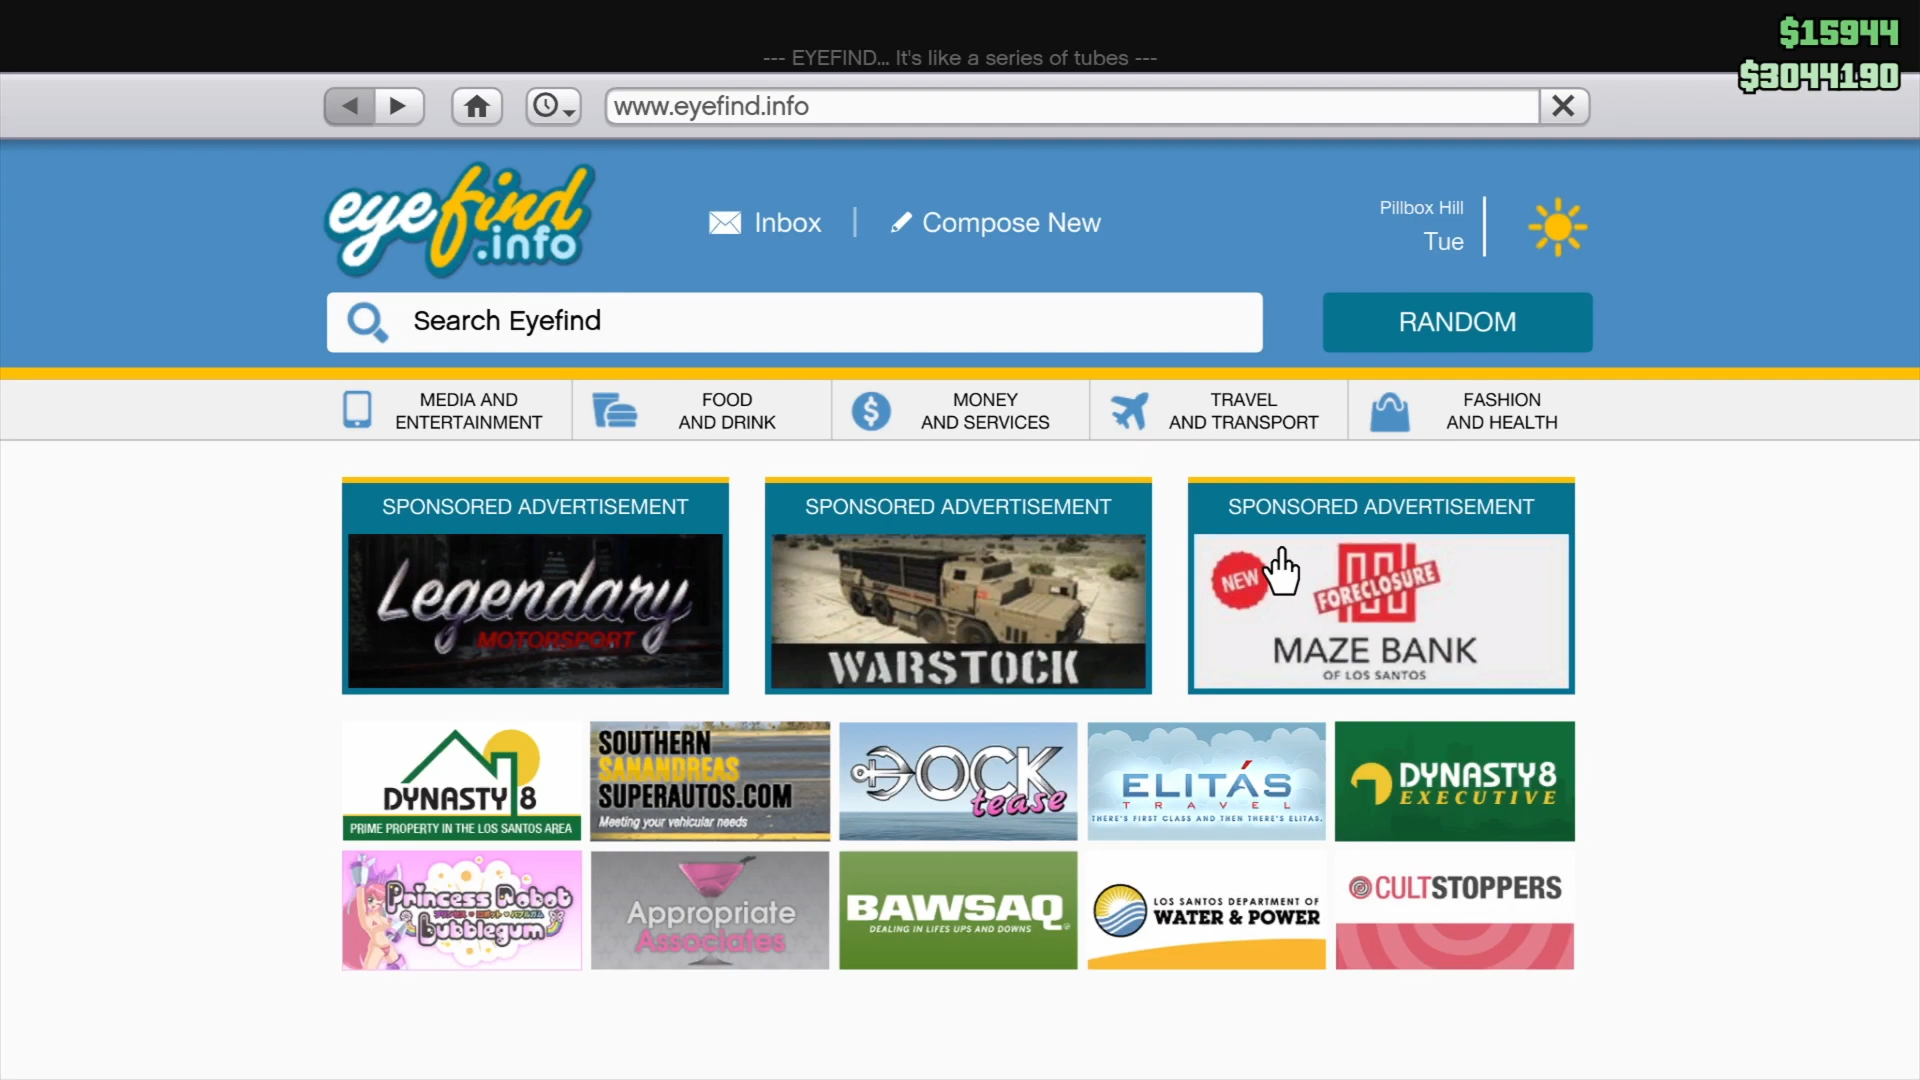 $15944
--- EYEFIND... It's like a series of tubes ---
$3044190
www.eyefind.info
eyefind
.info
Inbox
Compose New
Pillbox Hill
Tue
Search Eyefind
RANDOM
MEDIA AND
ENTERTAINMENT
FOOD
AND DRINK
MONEY
AND SERVICES
TRAVEL
AND TRANSPORT
FASHION
AND HEALTH
SPONSORED ADVERTISEMENT
Legendary
MOTORSPORT
SPONSORED ADVERTISEMENT
WARSTOCK
SPONSORED ADVERTISEMENT
NEW
FORECLOSURE
MAZE BANK
OF LOS SANTOS
DYNASTY 8
PRIME PROPERTY IN THE LOS SANTOS AREA
SOUTHERN
SANANDREAS
SUPERAUTOS.COM
Meeting your vehicular needs
DOCK
tease
ELITÁS
TRAVEL
THERE'S FIRST CLASS AND THEN THERE'S ELITAS.
DYNASTY8
EXECUTIVE
Princess Robot
Bubblegum
Appropriate
Associates
BAWSAQ
DEALING IN LIFES UPS AND DOWNS
LOS SANTOS DEPARTMENT OF
WATER & POWER
CULTSTOPPERS